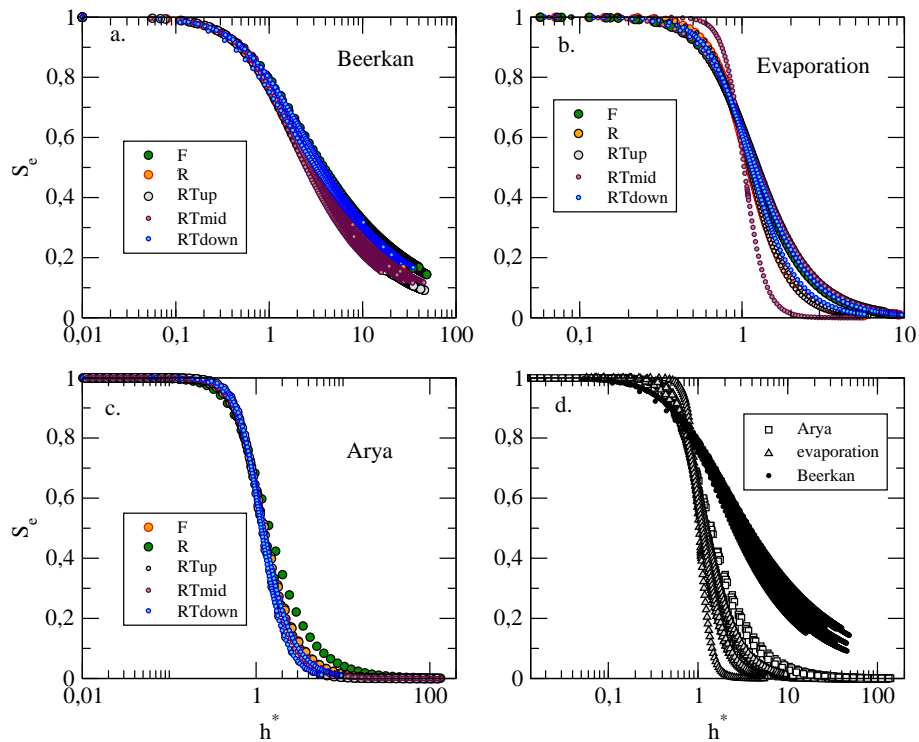 a.
Beerkan
S_e
1
0,8
0,6
0,4
0,2
0
F
R
RTup
RTmid
RTdown
0,01
0,1
1
10
100
b.
Evaporation
1
0,8
0,6
0,4
0,2
0
F
R
RTup
RTmid
RTdown
0,1
1
10
c.
Arya
S_e
1
0,8
0,6
0,4
0,2
0
F
R
RTup
RTmid
RTdown
0,01
1
100
h*
d.
1
0,8
0,6
0,4
0,2
0
Arya
evaporation
Beerkan
0,1
1
10
100
h*